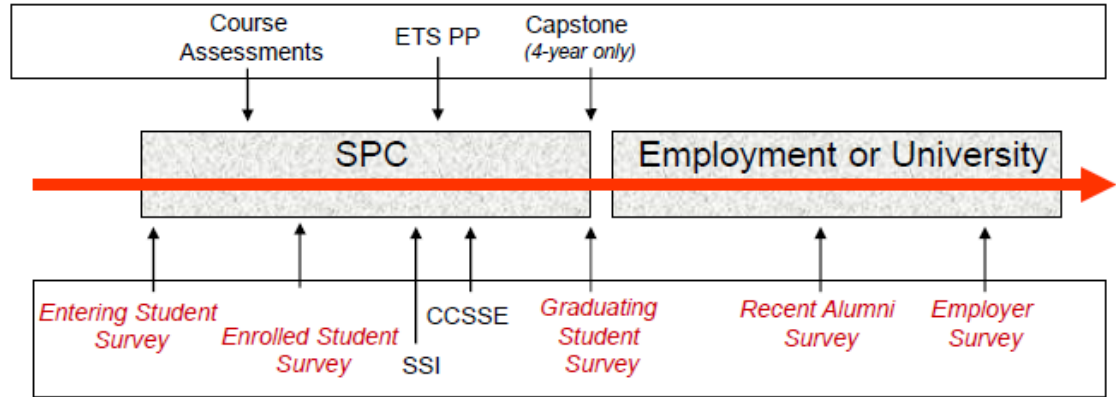 Course
Assessments
ETS PP
Capstone
(4-year only)
SPC
Employment or University
Entering Student
Survey
Enrolled Student
Survey
SSI
CCSSE
Graduating
Student
Survey
Recent Alumni
Survey
Employer
Survey